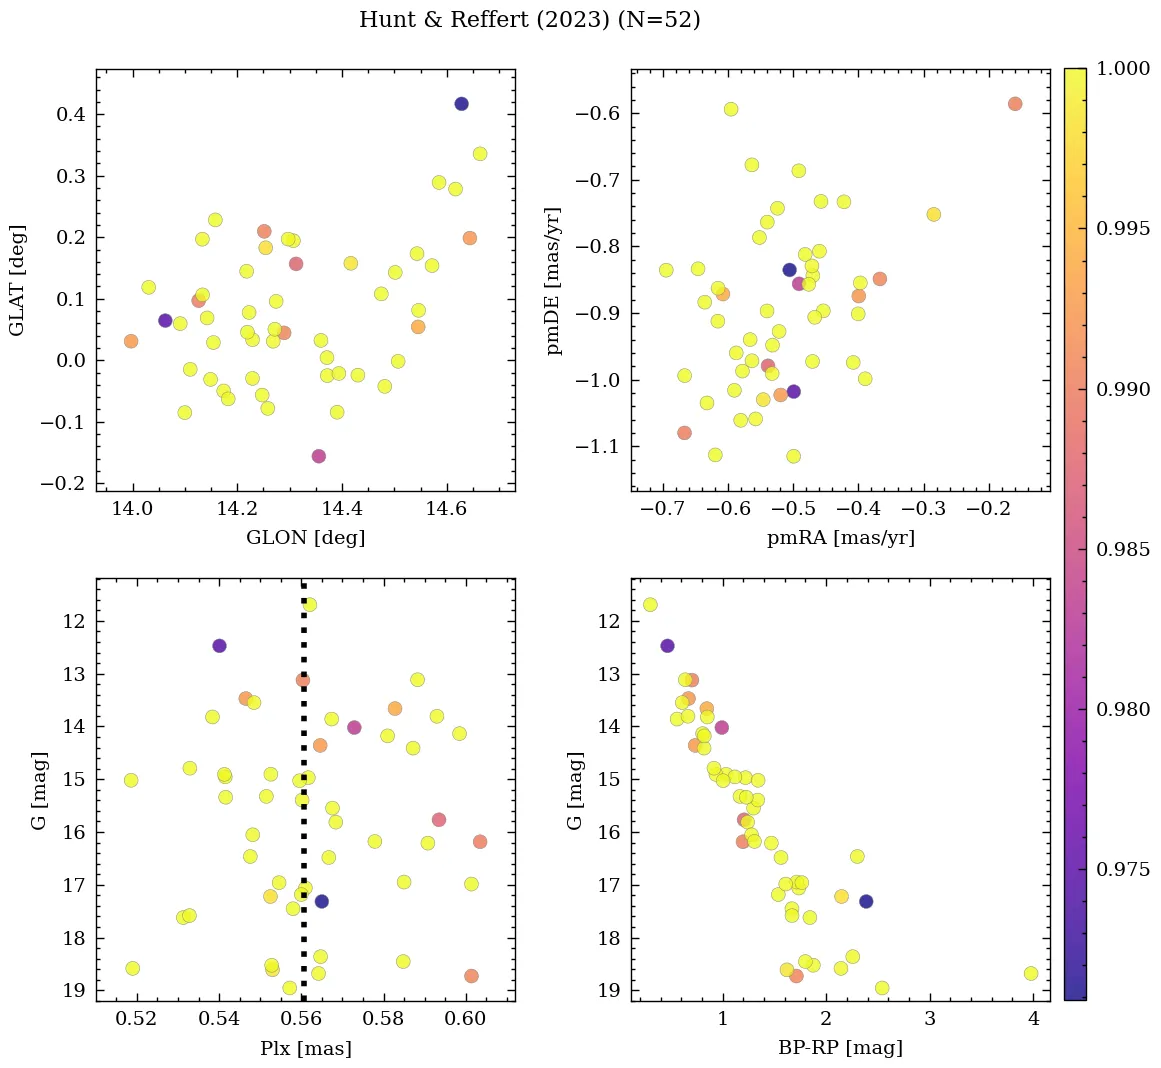 Hunt & Reffert (2023) (N=52)
0.4
0.3
0.2
0.1
0.0
−0.1
−0.2
GLAT [deg]
14.0 14.2 14.4 14.6
GLON [deg]
−0.6
−0.7
−0.8
−0.9
−1.0
−1.1
pmDE [mas/yr]
−0.7 −0.6 −0.5 −0.4 −0.3 −0.2
pmRA [mas/yr]
12
13
14
15
16
17
18
19
G [mag]
0.52 0.54 0.56 0.58 0.60
Plx [mas]
12
13
14
15
16
17
18
19
G [mag]
1 2 3 4
BP-RP [mag]
1.000
0.995
0.990
0.985
0.980
0.975